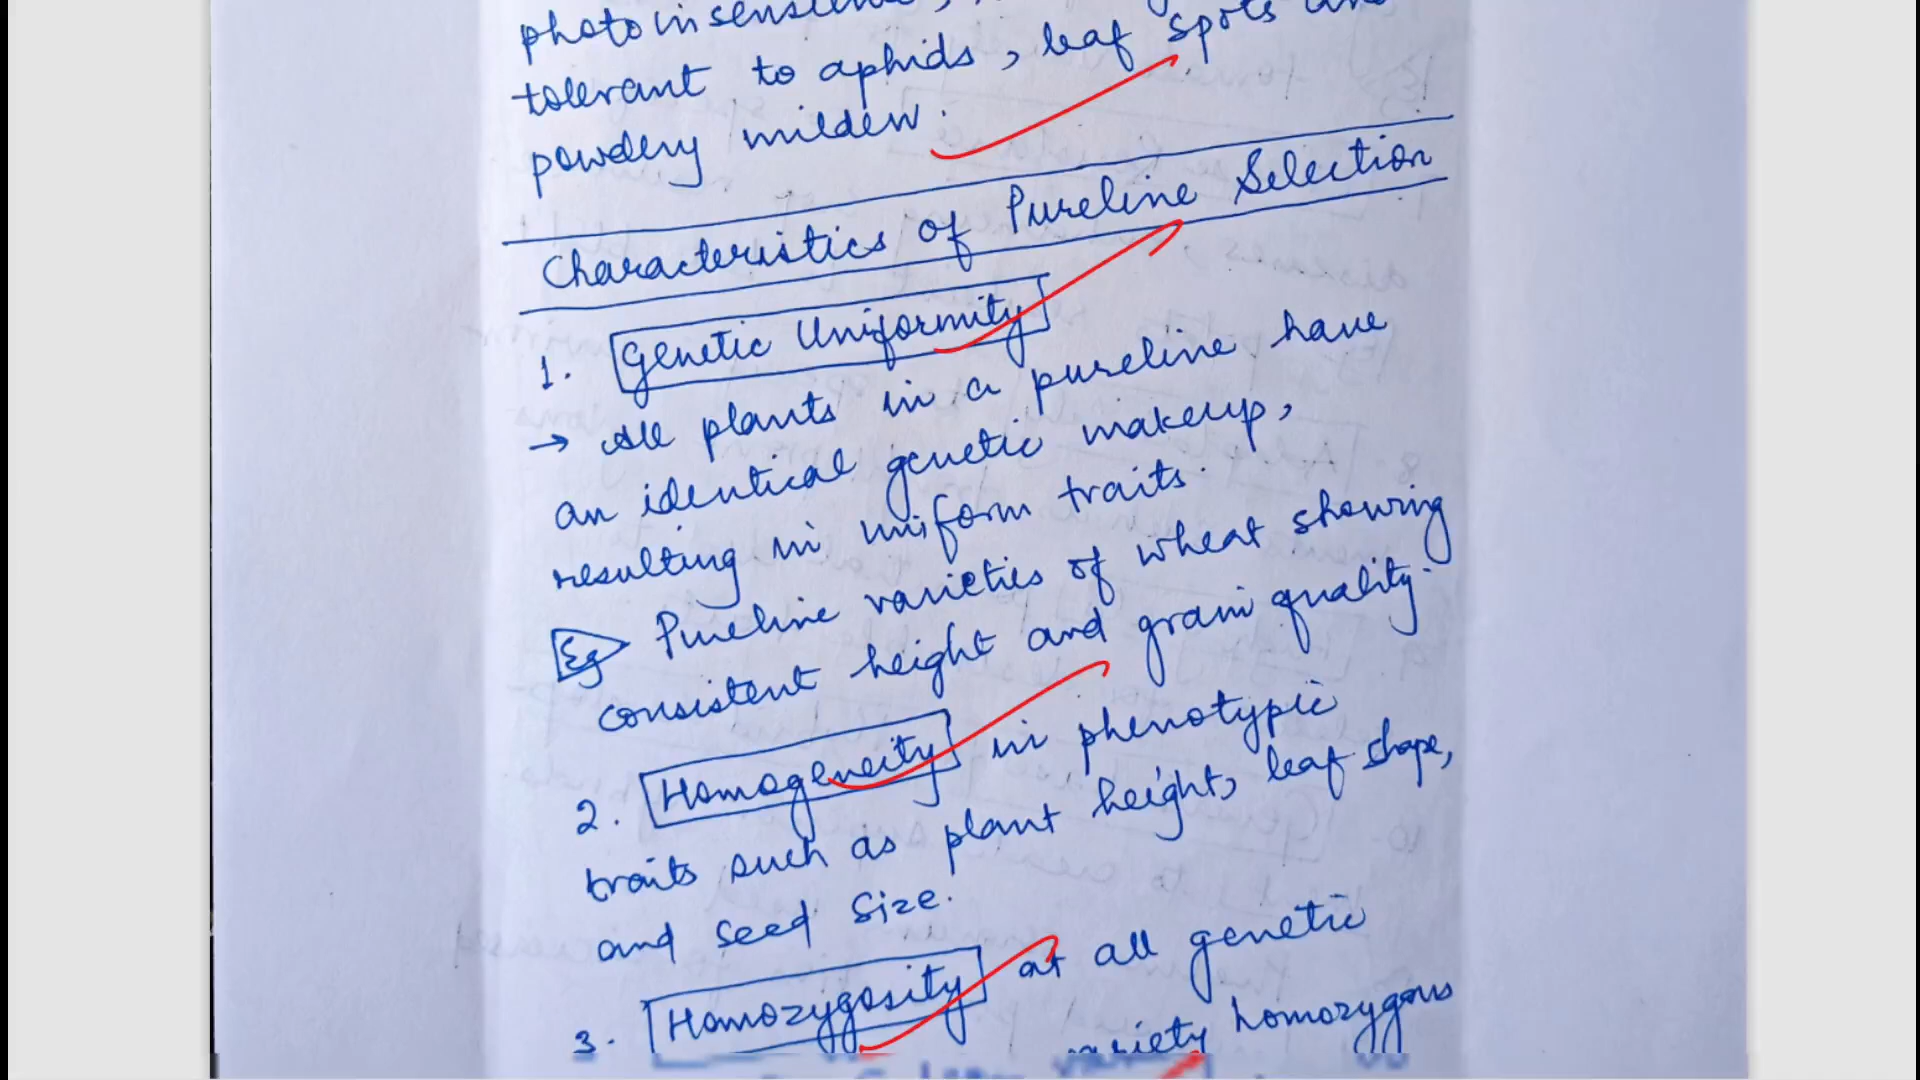 tolerant to aphids, leaf spots
powdery mildew.
Characteristics of Pureline Selection
1. Genetic Uniformity
→ All plants in a pureline have
an identical genetic makeup,
resulting in uniform traits.
Eg Pureline varieties of wheat showing
consistent height and grain quality.
2. Homogeneity in phenotypic
traits such as plant height, leaf shape,
and seed size.
3. Homozygosity at all genetic
variety homozygous